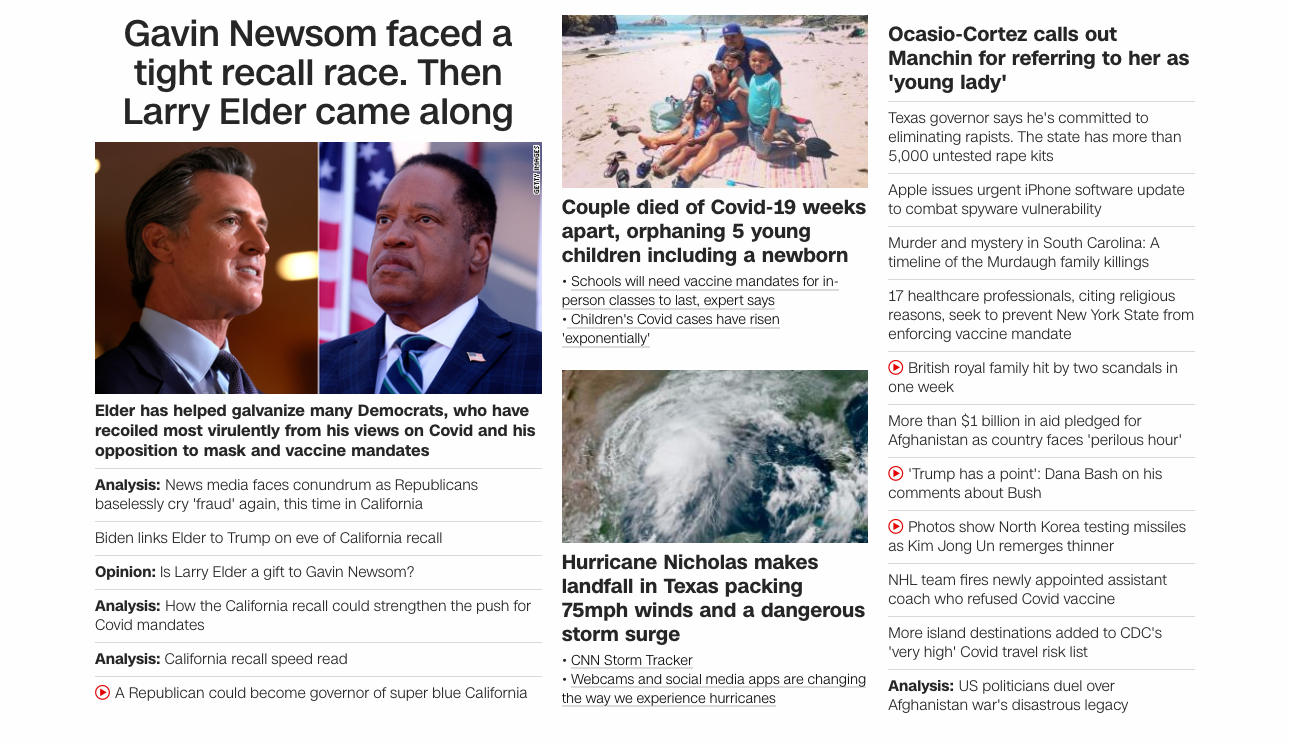 Gavin Newsom faced a
tight recall race. Then
Larry Elder came along
GETTY IMAGES
Elder has helped galvanize many Democrats, who have
recoiled most virulently from his views on Covid and his
opposition to mask and vaccine mandates
Analysis: News media faces conundrum as Republicans
baselessly cry 'fraud' again, this time in California
Biden links Elder to Trump on eve of California recall
Opinion: Is Larry Elder a gift to Gavin Newsom?
Analysis: How the California recall could strengthen the push for
Covid mandates
Analysis: California recall speed read
A Republican could become governor of super blue California
Couple died of Covid-19 weeks
apart, orphaning 5 young
children including a newborn
• Schools will need vaccine mandates for in-
person classes to last, expert says
• Children's Covid cases have risen
'exponentially'
Hurricane Nicholas makes
landfall in Texas packing
75mph winds and a dangerous
storm surge
• CNN Storm Tracker
• Webcams and social media apps are changing
the way we experience hurricanes
Ocasio-Cortez calls out
Manchin for referring to her as
'young lady'
Texas governor says he's committed to
eliminating rapists. The state has more than
5,000 untested rape kits
Apple issues urgent iPhone software update
to combat spyware vulnerability
Murder and mystery in South Carolina: A
timeline of the Murdaugh family killings
17 healthcare professionals, citing religious
reasons, seek to prevent New York State from
enforcing vaccine mandate
British royal family hit by two scandals in
one week
More than $1 billion in aid pledged for
Afghanistan as country faces 'perilous hour'
'Trump has a point': Dana Bash on his
comments about Bush
Photos show North Korea testing missiles
as Kim Jong Un remerges thinner
NHL team fires newly appointed assistant
coach who refused Covid vaccine
More island destinations added to CDC's
'very high' Covid travel risk list
Analysis: US politicians duel over
Afghanistan war's disastrous legacy